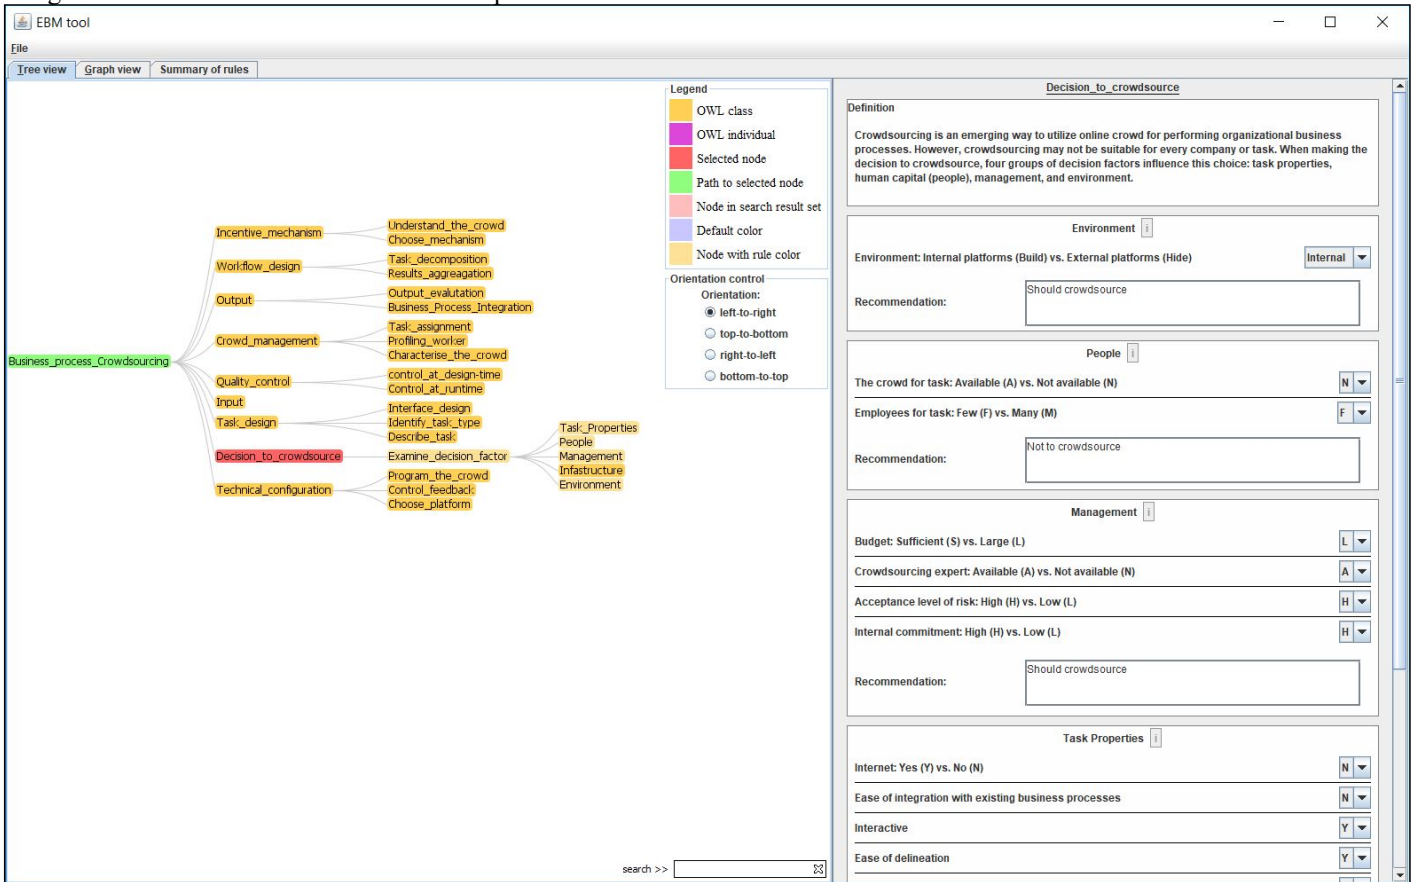 EBM tool
File
Tree view
Graph view
Summary of rules
Business_process_Crowdsourcing
Incentive_mechanism
Understand_the_crowd
Choose_mechanism
Workflow_design
Task_decomposition
Results_aggreagation
Output
Output_evalutation
Business_Process_Integration
Crowd_management
Task_assignment
Profiling_worker
Characterise_the_crowd
Quality_control
control_at_design-time
Control_at_runtime
Input
Task_design
Interface_design
Identify_task_type
Describe_task
Decision_to_crowdsource
Examine_decision_factor
Task_Properties
People
Management
Infastructure
Environment
Technical_configuration
Program_the_crowd
Control_feedback
Choose_platform
Legend
OWL class
OWL individual
Selected node
Path to selected node
Node in search result set
Default color
Node with rule color
Orientation control
Orientation:
left-to-right
top-to-bottom
right-to-left
bottom-to-top
search >>
Decision_to_crowdsource
Definition
Crowdsourcing is an emerging way to utilize online crowd for performing organizational business
processes. However, crowdsourcing may not be suitable for every company or task. When making the
decision to crowdsource, four groups of decision factors influence this choice: task properties,
human capital (people), management, and environment.
Environment i
Environment: Internal platforms (Build) vs. External platforms (Hide) Internal
Recommendation: Should crowdsource
People i
The crowd for task: Available (A) vs. Not available (N) N
Employees for task: Few (F) vs. Many (M) F
Recommendation: Not to crowdsource
Management i
Budget: Sufficient (S) vs. Large (L) L
Crowdsourcing expert: Available (A) vs. Not available (N) A
Acceptance level of risk: High (H) vs. Low (L) H
Internal commitment: High (H) vs. Low (L) H
Recommendation: Should crowdsource
Task Properties i
Internet: Yes (Y) vs. No (N) N
Ease of integration with existing business processes N
Interactive Y
Ease of delineation Y